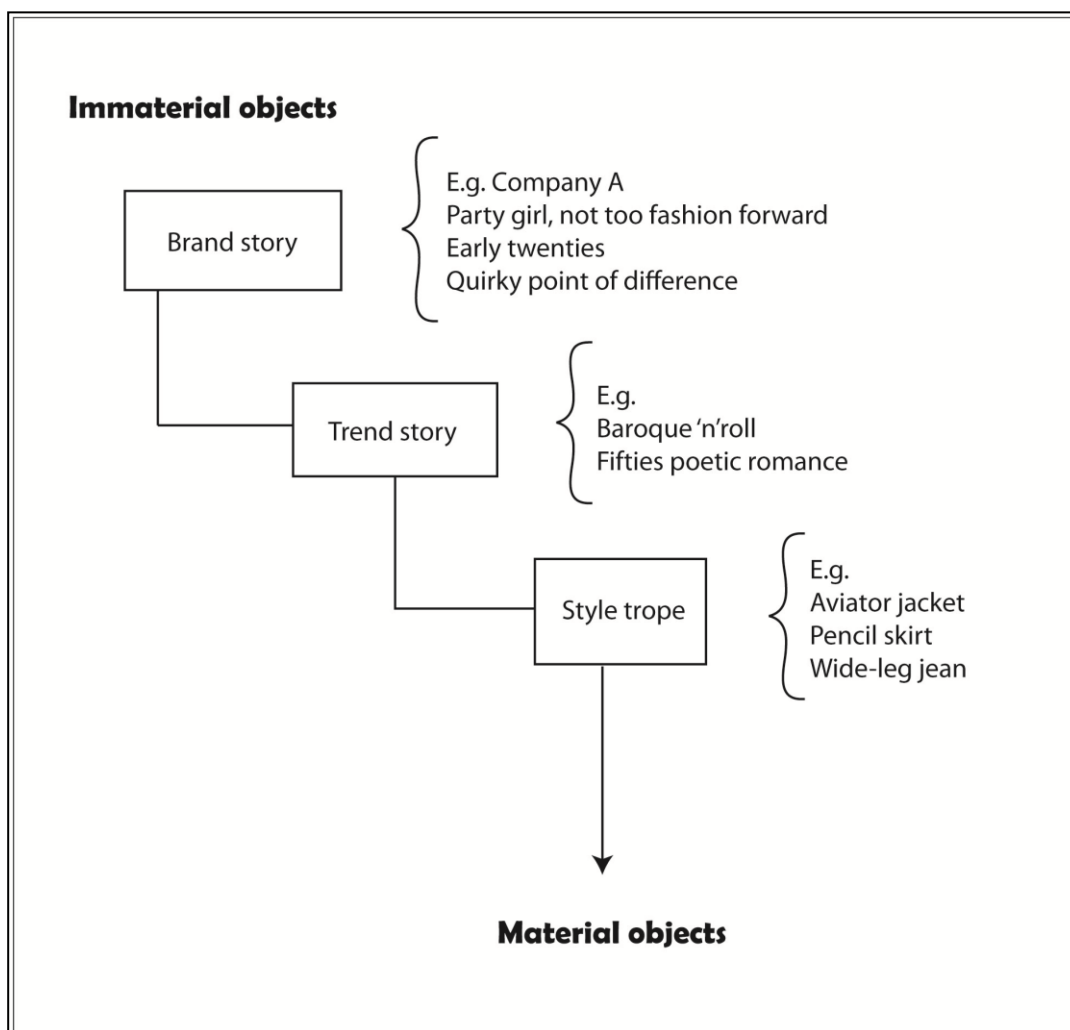 Immaterial objects
Brand story
E.g. Company A
Party girl, not too fashion forward
Early twenties
Quirky point of difference
Trend story
E.g.
Baroque ‘n’roll
Fifties poetic romance
Style trope
E.g.
Aviator jacket
Pencil skirt
Wide-leg jean
Material objects